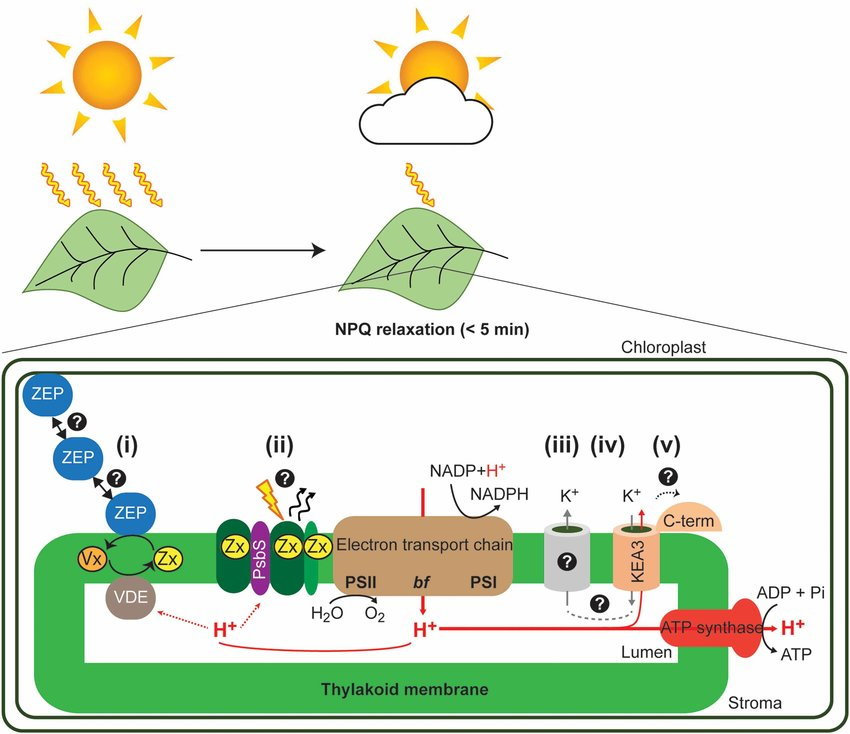 NPQ relaxation (< 5 min)
Chloroplast
ZEP
?
ZEP
?
ZEP
(i)
(ii)
(iii)
(iv)
(v)
?
?
NADP+H⁺
NADPH
K⁺
K⁺
C-term
Vx
Zx
VDE
Zx
PsbS
Zx
Zx
Electron transport chain
PSII
bf
PSI
?
KEA3
H₂O
O₂
?
H⁺
H⁺
ATP synthase
ADP + Pi
H⁺
ATP
Lumen
Thylakoid membrane
Stroma